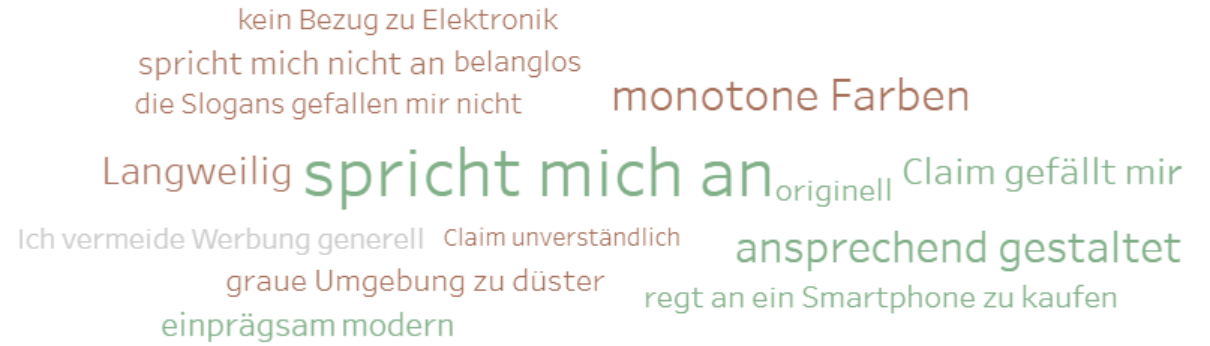 kein Bezug zu Elektronik
spricht mich nicht an belanglos
die Slogans gefallen mir nicht
monotone Farben
Langweilig spricht mich an originell Claim gefällt mir
Ich vermeide Werbung generell Claim unverständlich
ansprechend gestaltet
graue Umgebung zu düster
regt an ein Smartphone zu kaufen
einprägsam modern